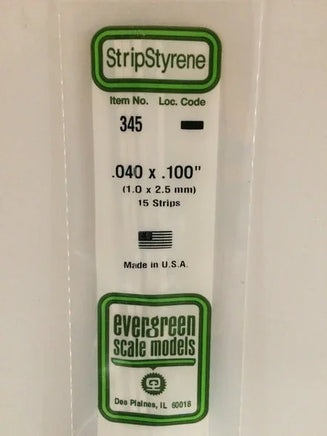 StripStyrene
Item No. Loc. Code
345
.040 x .100"
(1.0 x 2.5 mm)
15 Strips
Made in U.S.A.
evergreen
scale models
Des Plaines, IL 60018